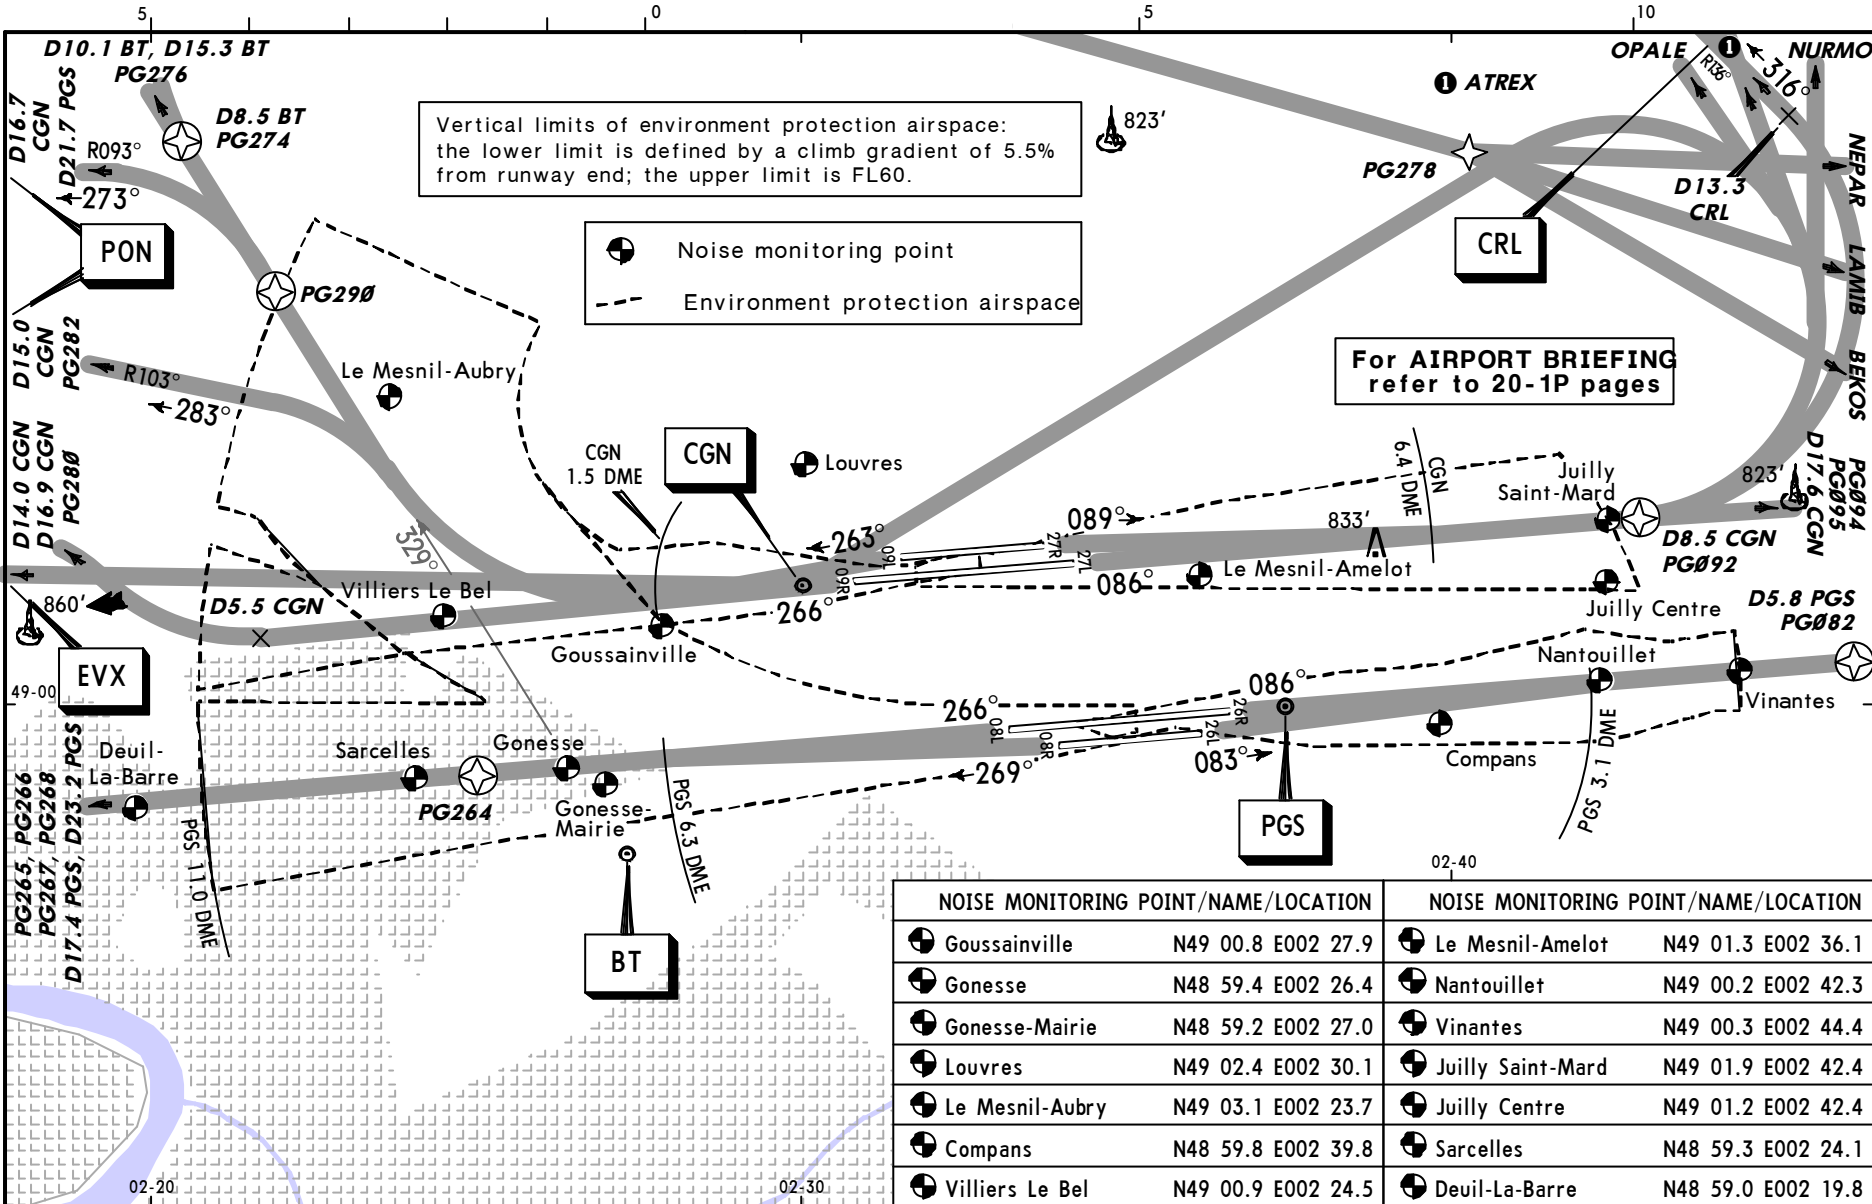 5
0
5
10
D10.1 BT, D15.3 BT
PG276
D16.7
CGN
D21.7 PGS
D8.5 BT
PG274
R093°
273°
PON
Vertical limits of environment protection airspace:
the lower limit is defined by a climb gradient of 5.5%
from runway end; the upper limit is FL60.
Noise monitoring point
Environment protection airspace
823'
1 ATREX
OPALE
1
NURMO
R136°
316°
PG278
D13.3
CRL
CRL
NEPAR
LAMIB
BEKOS
PG29Ø
D15.0
CGN
PG282
R103°
283°
Le Mesnil-Aubry
For AIRPORT BRIEFING
refer to 20-1P pages
D14.0 CGN
D16.9 CGN
PG28Ø
CGN
1.5 DME
CGN
Louvres
6.4 DME
CGN
Juilly
Saint-Mard
823'
D17.6 CGN
PGØ95
PGØ94
329°
263°
089°
833'
09L
27R
27L
09R
D8.5 CGN
PGØ92
860'
D5.5 CGN
Villiers Le Bel
266°
086°
Le Mesnil-Amelot
Juilly Centre
D5.8 PGS
PGØ82
EVX
Goussainville
Nantouillet
49-00
266°
086°
Vinantes
08L
26R
08R
26L
Deuil-
La-Barre
Sarcelles
Gonesse
269°
083°
Compans
PG265, PG266
PG267, PG268
D17.4 PGS, D23.2 PGS
PG264
Gonesse-
Mairie
PGS 11.0 DME
PGS 6.3 DME
PGS
PGS 3.1 DME
02-40
BT
NOISE MONITORING POINT/NAME/LOCATION
NOISE MONITORING POINT/NAME/LOCATION
Goussainville N49 00.8 E002 27.9
Le Mesnil-Amelot N49 01.3 E002 36.1
Gonesse N48 59.4 E002 26.4
Nantouillet N49 00.2 E002 42.3
Gonesse-Mairie N48 59.2 E002 27.0
Vinantes N49 00.3 E002 44.4
Louvres N49 02.4 E002 30.1
Juilly Saint-Mard N49 01.9 E002 42.4
Le Mesnil-Aubry N49 03.1 E002 23.7
Juilly Centre N49 01.2 E002 42.4
Compans N48 59.8 E002 39.8
Sarcelles N48 59.3 E002 24.1
Villiers Le Bel N49 00.9 E002 24.5
Deuil-La-Barre N48 59.0 E002 19.8
02-20
02-30